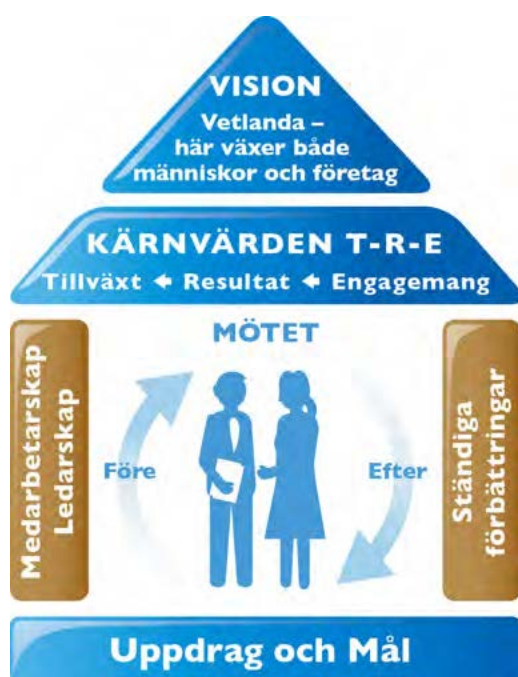 VISION
Vetlanda –
här växer både
människor och företag
KÄRNVÄRDEN T-R-E
Tillväxt ← Resultat ← Engagemang
MÖTET
Medarbetarskap
Ledarskap
Före
Efter
Ständiga
förbättringar
Uppdrag och Mål